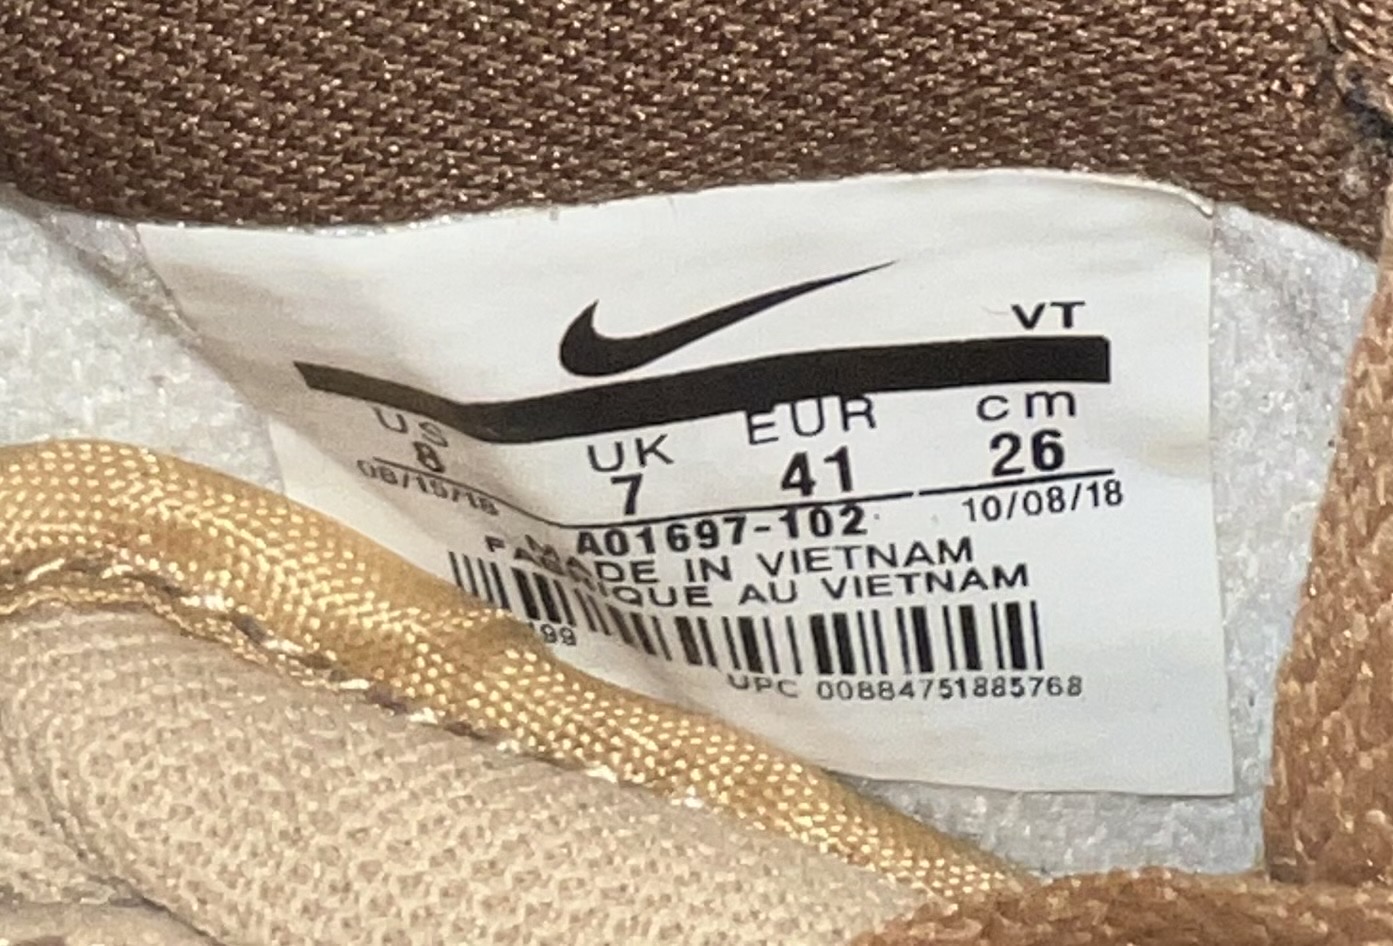 VT
US UK EUR cm
8 7 41 26
08/15/18 10/08/18
A01697-102
MADE IN VIETNAM
FABRIQUE AU VIETNAM
99
UPC 00884751885768